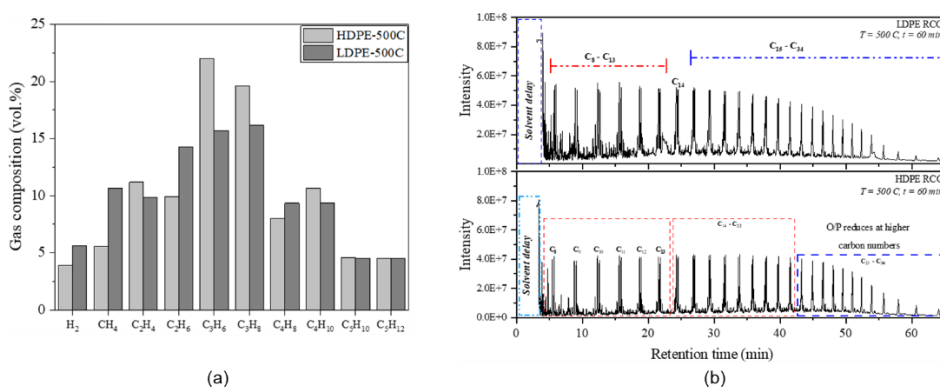 (a)
25
20
15
10
5
0
Gas composition (vol.%)
HDPE-500C
LDPE-500C
H₂ CH₄ C₂H₄ C₂H₆ C₃H₆ C₃H₈ C₄H₈ C₄H₁₀ C₅H₁₀ C₅H₁₂
(a)
(b)
1.0E+8
8.0E+7
6.0E+7
4.0E+7
2.0E+7
Intensity
Solvent delay
C₈ - C₁₃
C₁₄
LDPE RCO
T = 500 C, t = 60 min
1.0E+8
8.0E+7
6.0E+7
4.0E+7
2.0E+7
0.0E+0
Intensity
Solvent delay
HDPE RCO
T = 500 C, t = 60 min
O/P reduces at higher
carbon numbers
0 10 20 30 40 50 60
Retention time (min)
(b)